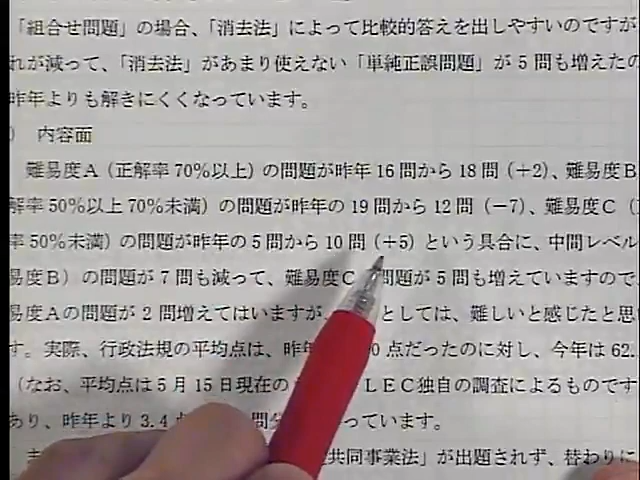 「組合せ問題」の場合、「消去法」によって比較的答えを出しやすいのですが
れが減って、「消去法」があまり使えない「単純正誤問題」が5問も増えたの
昨年よりも解きにくくなっています。
) 内容面
難易度A（正解率70%以上）の問題が昨年16問から18問（+2）、難易度B
解率50%以上70%未満）の問題が昨年の19問から12問（−7）、難易度C（
率50%未満）の問題が昨年の5問から10問（+5）という具合に、中間レベル
易度B）の問題が7問も減って、難易度C 問題が5問も増えていますので
易度Aの問題が2問増えてはいますが、 としては、難しいと感じたと思
す。実際、行政法規の平均点は、昨年 0点だったのに対し、今年は62.
（なお、平均点は5月15日現在の LEC独自の調査によるものです
あり、昨年より3.4 問分 っています。
共同事業法」が出題されず、替わりに